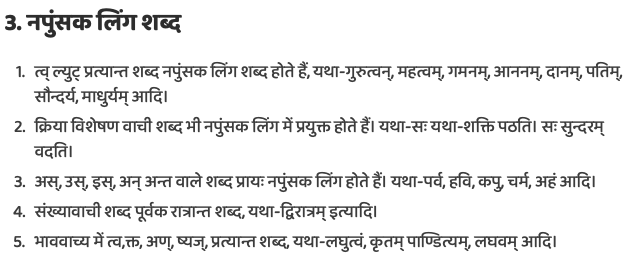 3. नपुंसक लिंग शब्द
1. त्व् ल्युट् प्रत्यान्त शब्द नपुंसक लिंग शब्द होते हैं, यथा-गुरुत्वन्, महत्वम्, गमनम्, आननम्, दानम्, पतिम्,
सौन्दर्य, माधुर्यम् आदि।
2. क्रिया विशेषण वाची शब्द भी नपुंसक लिंग में प्रयुक्त होते हैं। यथा-सः यथा-शक्ति पठति। सः सुन्दरम्
वदति।
3. अस्, उस्, इस्, अन् अन्त वाले शब्द प्रायः नपुंसक लिंग होते हैं। यथा-पर्व, हवि, कपु, चर्म, अहं आदि।
4. संख्यावाची शब्द पूर्वक रात्रान्त शब्द, यथा-द्विरात्रम् इत्यादि।
5. भाववाच्य में त्व,क्त, अण्, ष्यज्, प्रत्यान्त शब्द, यथा-लघुत्वं, कृतम् पाण्डित्यम्, लघवम् आदि।